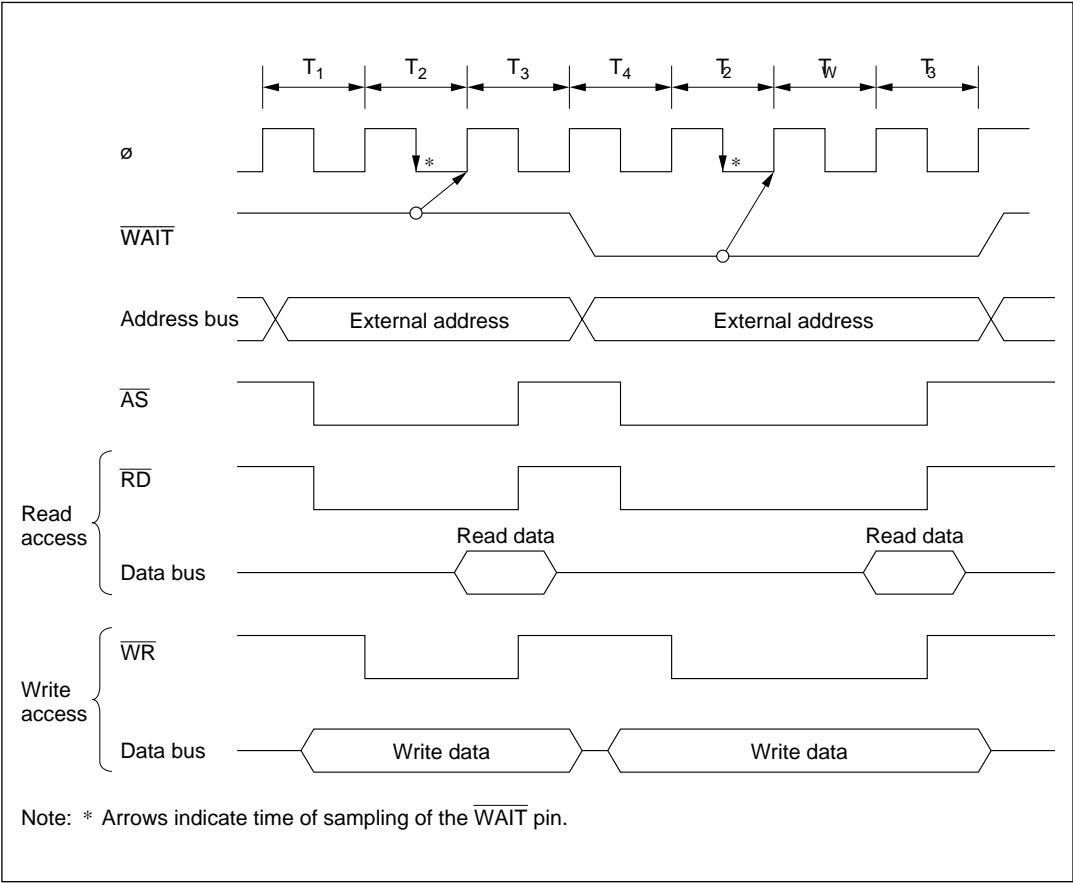 T1 T2 T3 T4 T2 TW T3
ø
*
*
WAIT
Address bus
External address
External address
AS
Read access
RD
Read data
Read data
Data bus
Write access
WR
Data bus
Write data
Write data
Note: * Arrows indicate time of sampling of the WAIT pin.